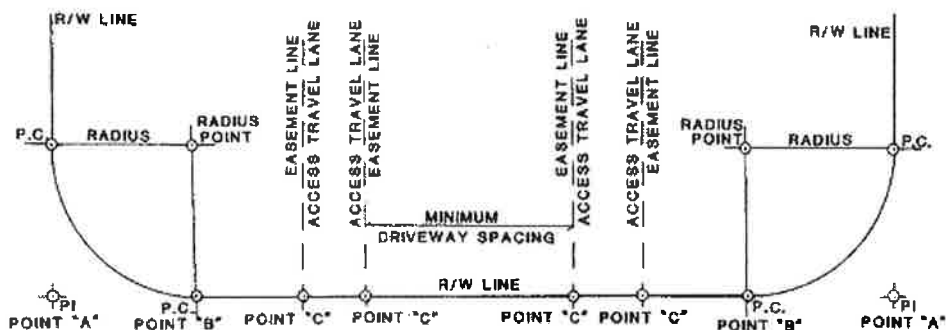 R/W LINE
R/W LINE
EASEMENT LINE
ACCESS TRAVEL LANE
ACCESS TRAVEL LANE
EASEMENT LINE
EASEMENT LINE
ACCESS TRAVEL LANE
ACCESS TRAVEL LANE
EASEMENT LINE
P.C.
RADIUS
RADIUS
POINT
RADIUS
POINT
RADIUS
P.C.
MINIMUM
DRIVEWAY SPACING
R/W LINE
PI
POINT "A"
P.C.
POINT "B"
POINT "C"
POINT "C"
POINT "C"
POINT "C"
P.C.
POINT "B"
PI
POINT "A"